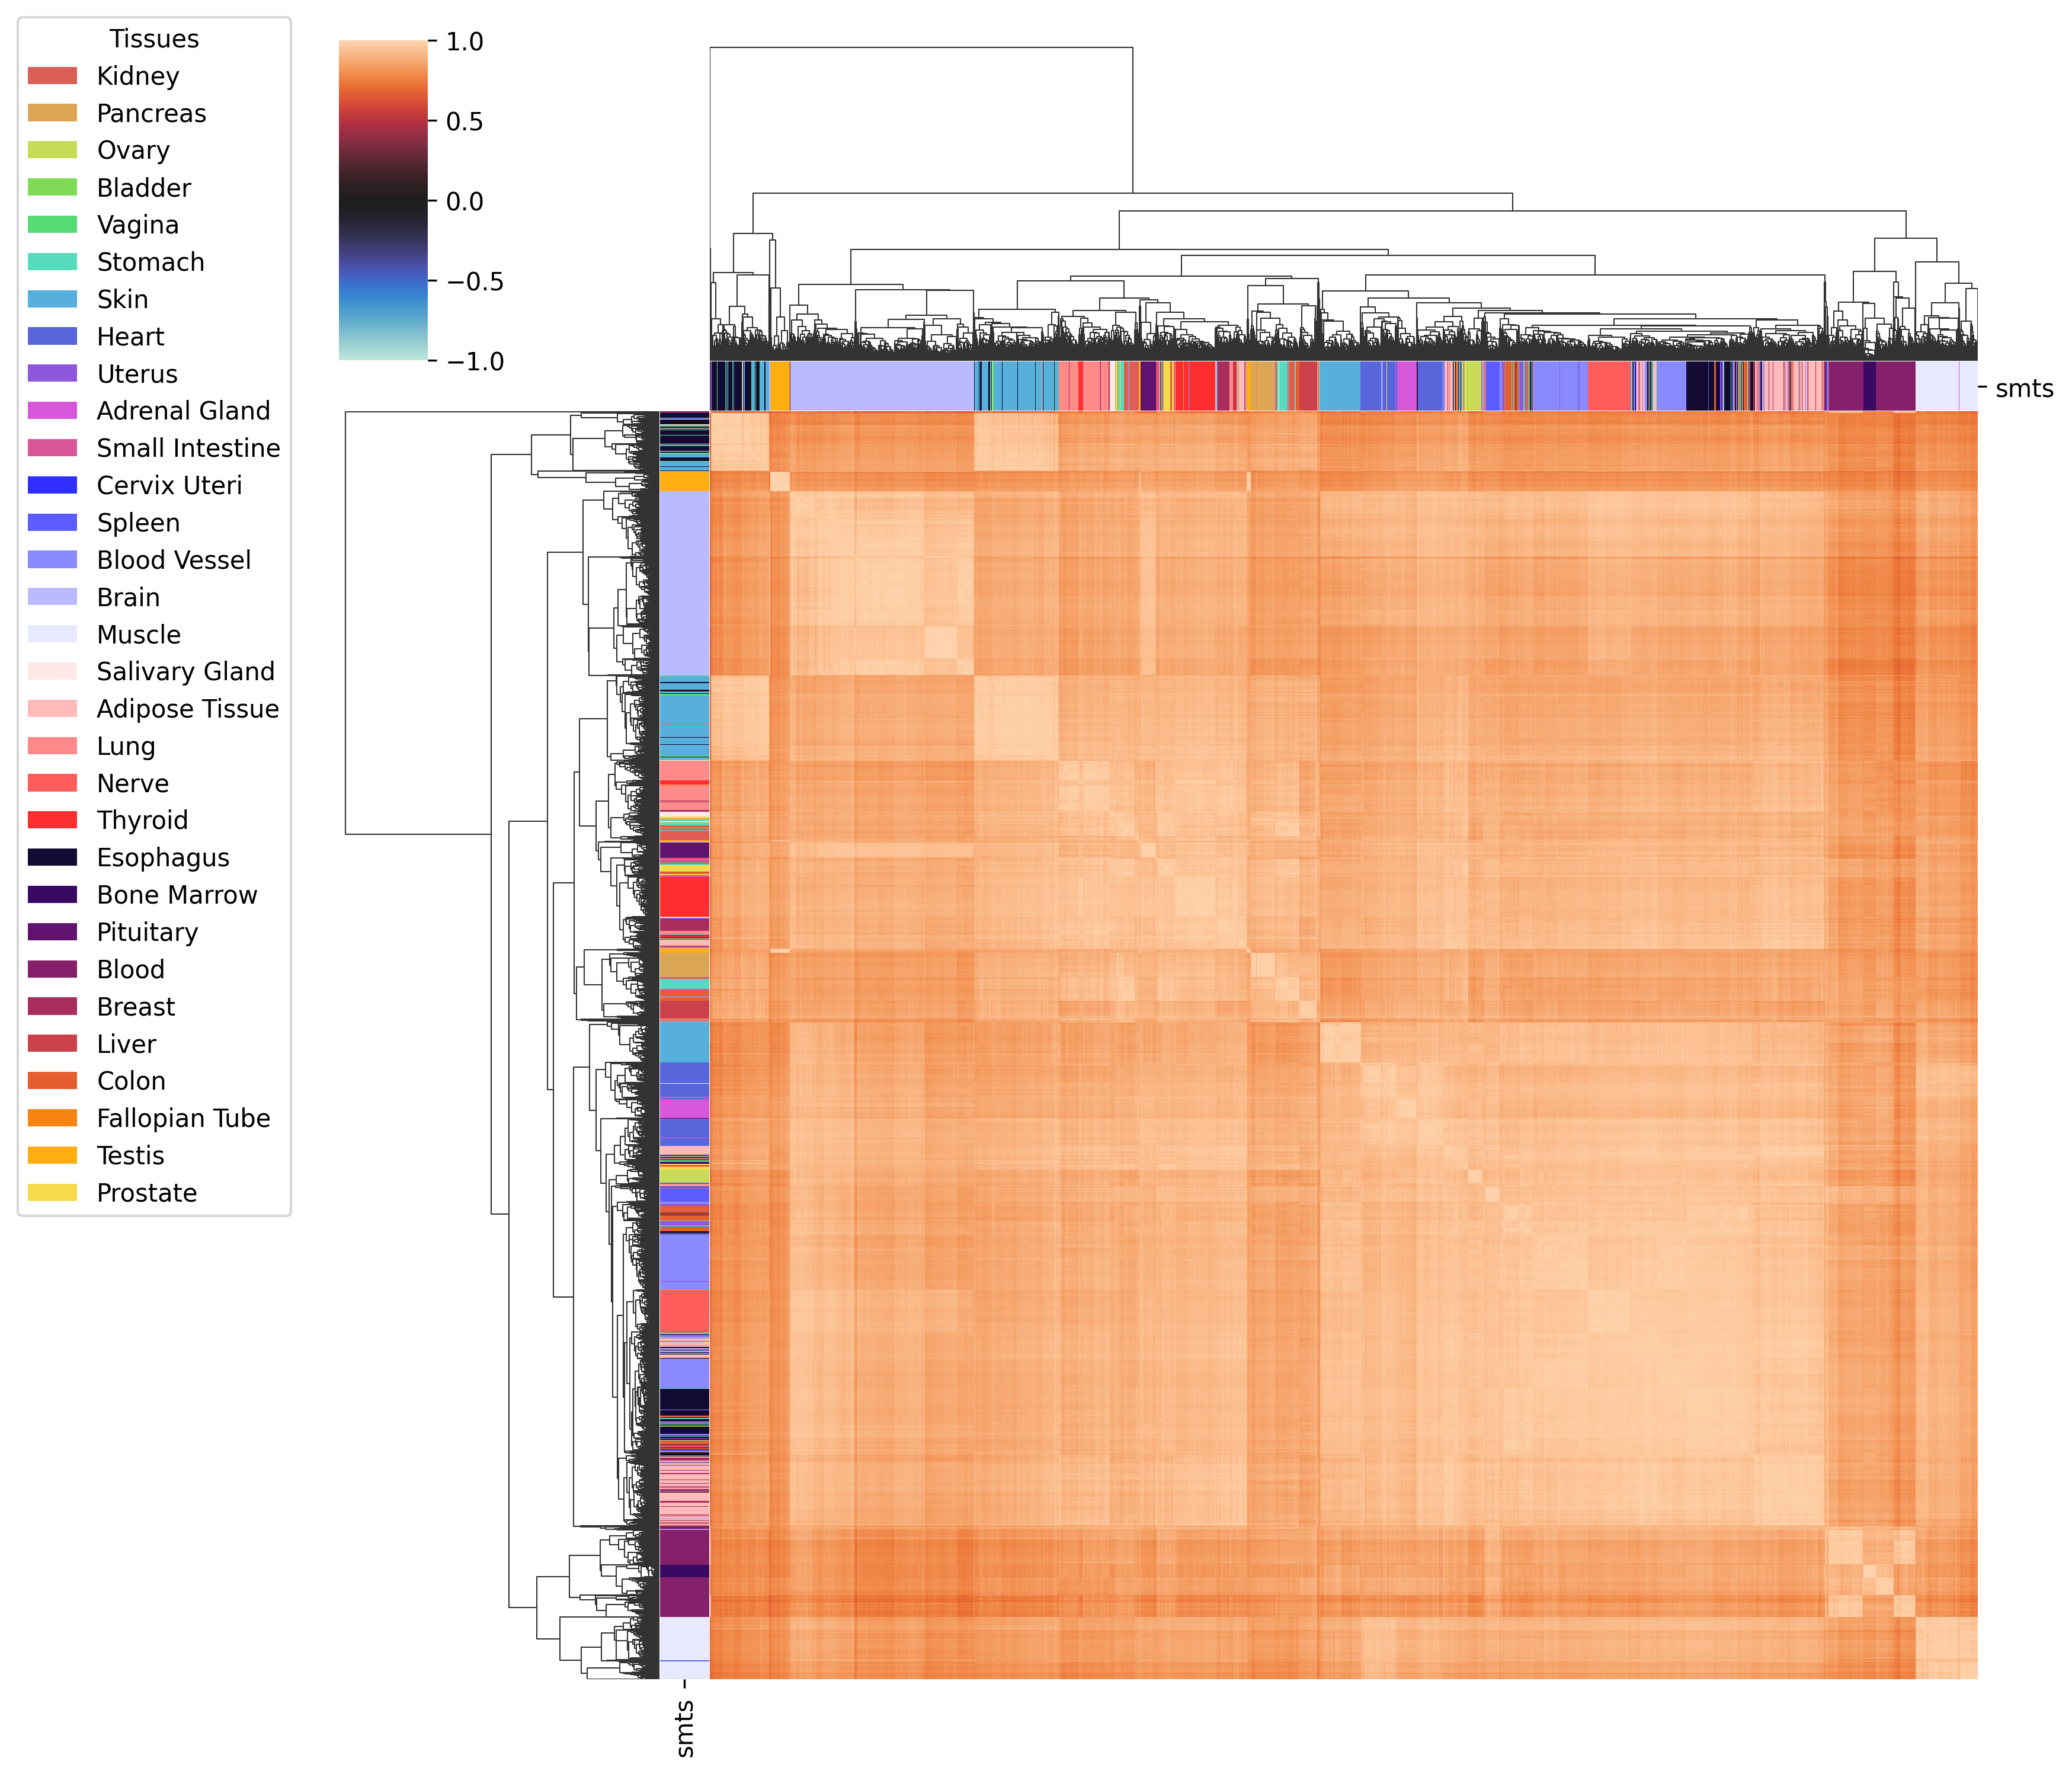 Tissues
Kidney
Pancreas
Ovary
Bladder
Vagina
Stomach
Skin
Heart
Uterus
Adrenal Gland
Small Intestine
Cervix Uteri
Spleen
Blood Vessel
Brain
Muscle
Salivary Gland
Adipose Tissue
Lung
Nerve
Thyroid
Esophagus
Bone Marrow
Pituitary
Blood
Breast
Liver
Colon
Fallopian Tube
Testis
Prostate
1.0
0.5
0.0
−0.5
−1.0
smts
smts